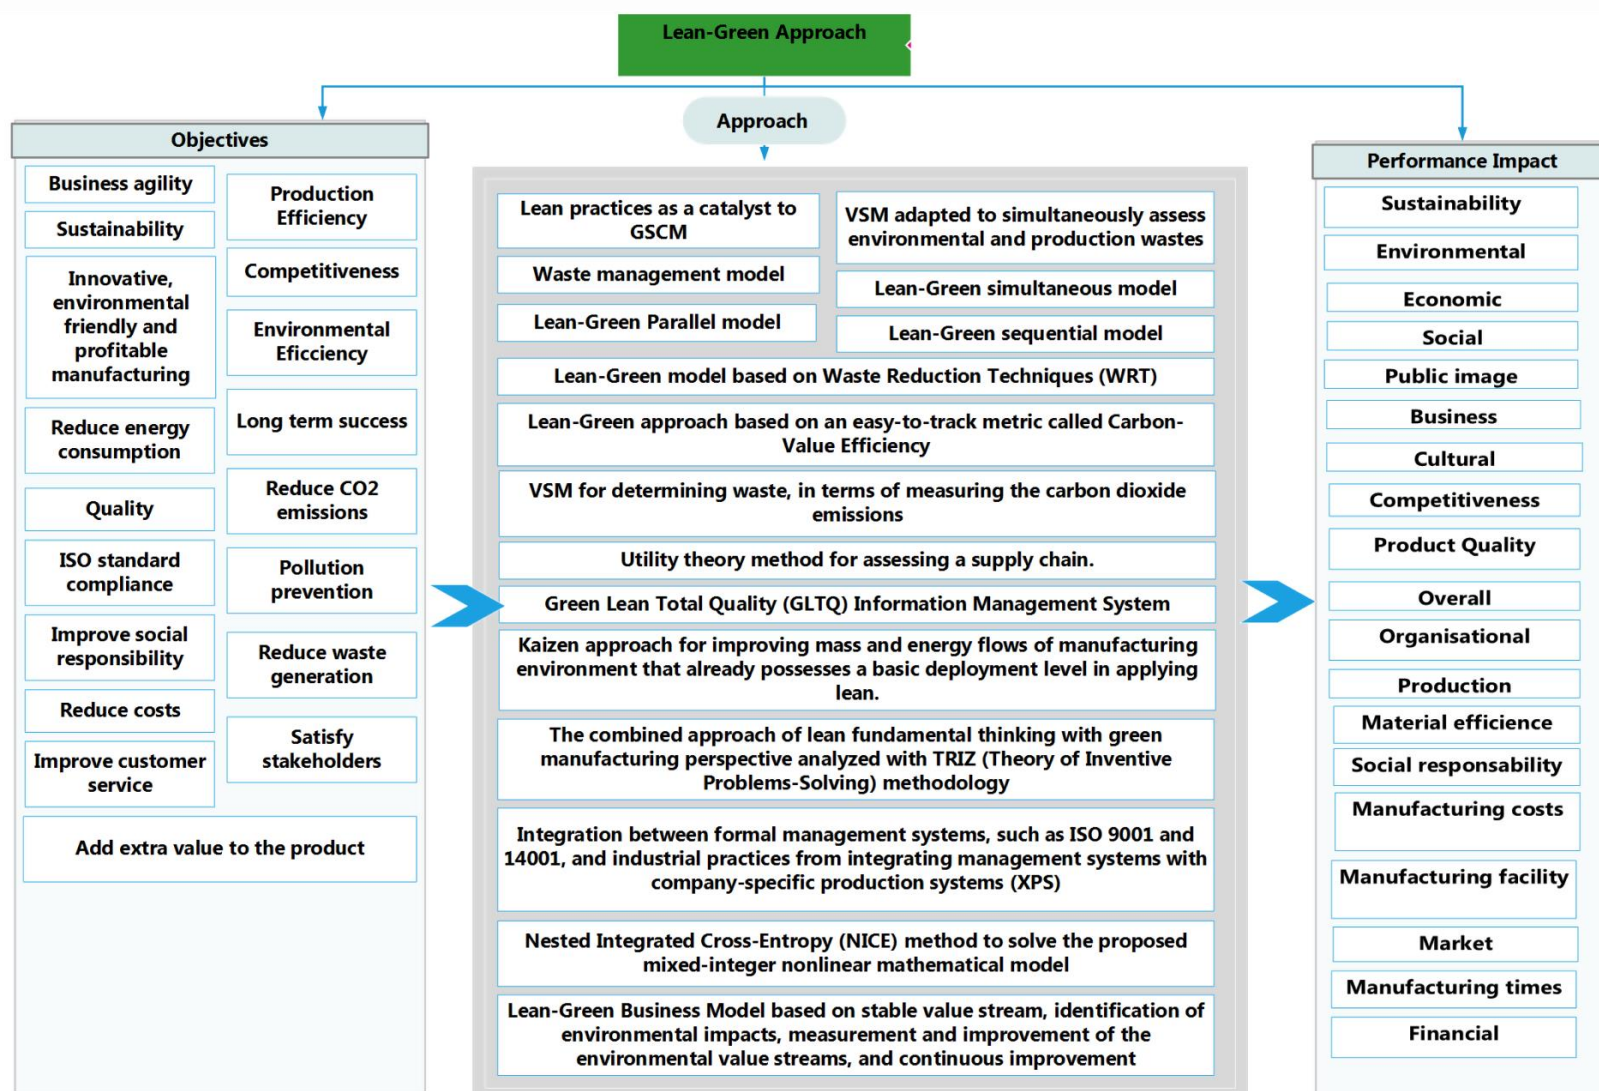 Lean-Green Approach
Approach
Objectives
Business agility
Sustainability
Innovative,
environmental
friendly and
profitable
manufacturing
Reduce energy
consumption
Quality
ISO standard
compliance
Improve social
responsibility
Reduce costs
Improve customer
service
Production
Efficiency
Competitiveness
Environmental
Eficciency
Long term success
Reduce CO2
emissions
Pollution
prevention
Reduce waste
generation
Satisfy
stakeholders
Add extra value to the product
Lean practices as a catalyst to
GSCM
Waste management model
Lean-Green Parallel model
VSM adapted to simultaneously assess
environmental and production wastes
Lean-Green simultaneous model
Lean-Green sequential model
Lean-Green model based on Waste Reduction Techniques (WRT)
Lean-Green approach based on an easy-to-track metric called Carbon-
Value Efficiency
VSM for determining waste, in terms of measuring the carbon dioxide
emissions
Utility theory method for assessing a supply chain.
Green Lean Total Quality (GLTQ) Information Management System
Kaizen approach for improving mass and energy flows of manufacturing
environment that already possesses a basic deployment level in applying
lean.
The combined approach of lean fundamental thinking with green
manufacturing perspective analyzed with TRIZ (Theory of Inventive
Problems-Solving) methodology
Integration between formal management systems, such as ISO 9001 and
14001, and industrial practices from integrating management systems with
company-specific production systems (XPS)
Nested Integrated Cross-Entropy (NICE) method to solve the proposed
mixed-integer nonlinear mathematical model
Lean-Green Business Model based on stable value stream, identification of
environmental impacts, measurement and improvement of the
environmental value streams, and continuous improvement
Performance Impact
Sustainability
Environmental
Economic
Social
Public image
Business
Cultural
Competitiveness
Product Quality
Overall
Organisational
Production
Material efficience
Social responsability
Manufacturing costs
Manufacturing facility
Market
Manufacturing times
Financial